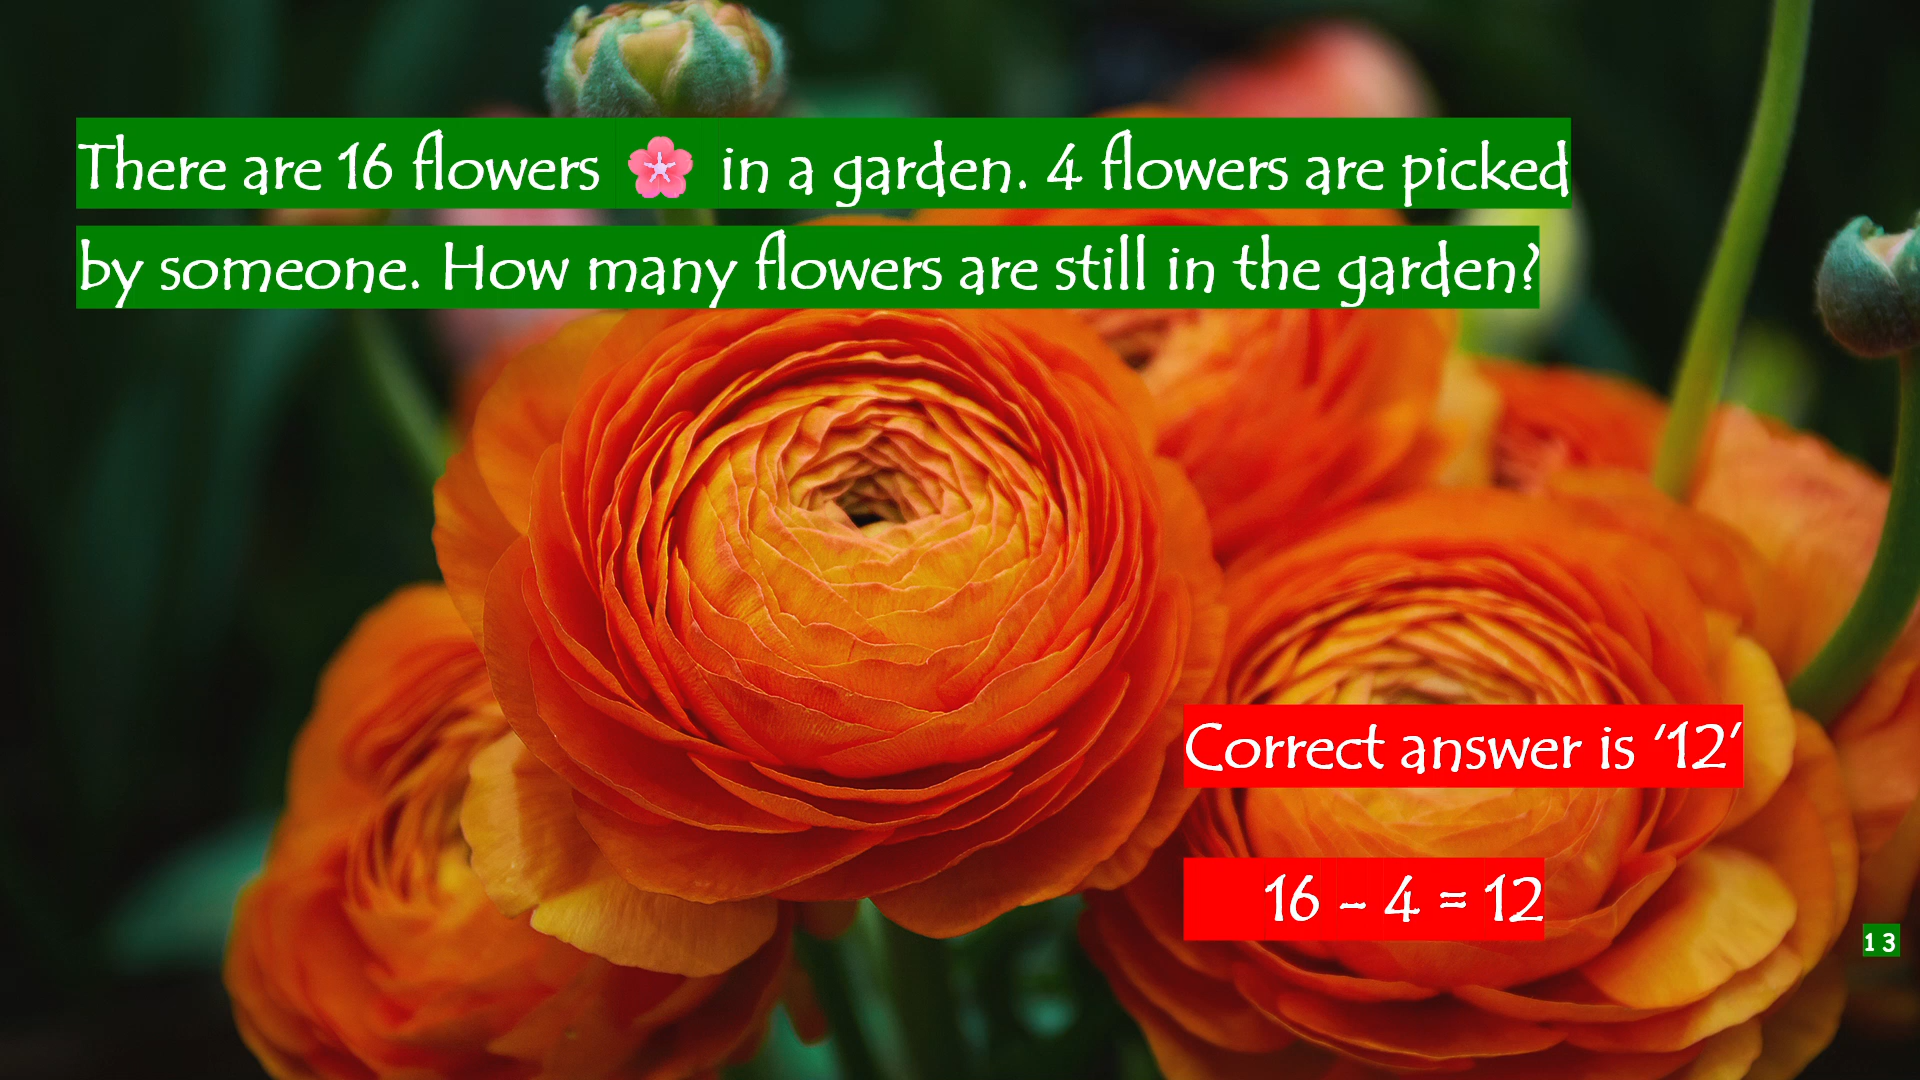 There are 16 flowers 🌸 in a garden. 4 flowers are picked
by someone. How many flowers are still in the garden?
Correct answer is ‘12’
16 - 4 = 12
13